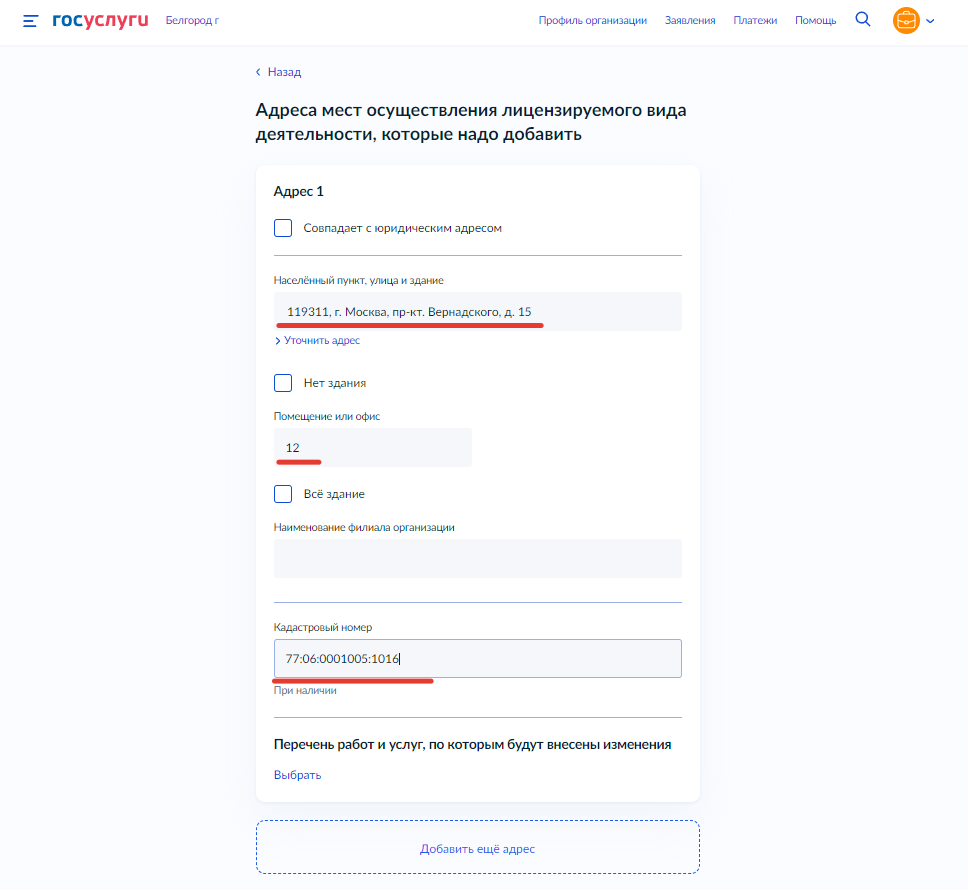 госуслуги Белгород г Профиль организации Заявления Платежи Помощь
Назад
Адреса мест осуществления лицензируемого вида
деятельности, которые надо добавить
Адрес 1
Совпадает с юридическим адресом
Населённый пункт, улица и здание
119311, г. Москва, пр-кт. Вернадского, д. 15
Уточнить адрес
Нет здания
Помещение или офис
12
Всё здание
Наименование филиала организации
Кадастровый номер
77:06:0001005:1016
При наличии
Перечень работ и услуг, по которым будут внесены изменения
Выбрать
Добавить ещё адрес